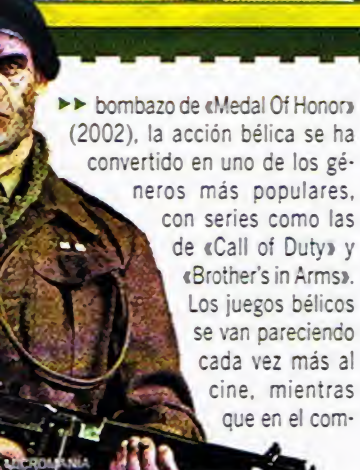 ▶▶ bombazo de «Medal Of Honor»
(2002), la acción bélica se ha
convertido en uno de los gé-
neros más populares,
con series como las
de «Call of Duty» y
«Brother's in Arms».
Los juegos bélicos
se van pareciendo
cada vez más al
cine, mientras
que en el com-
MICROMANÍA